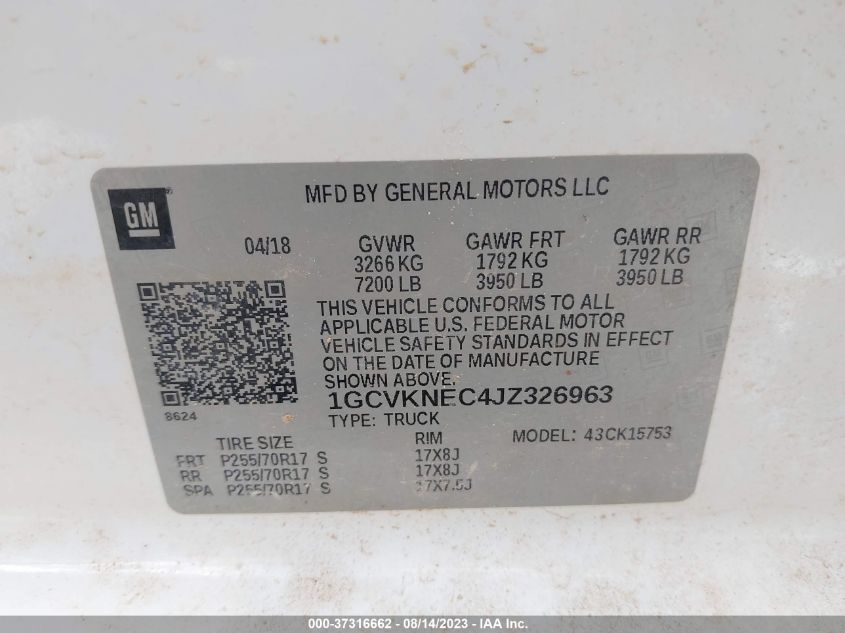 GM
MFD BY GENERAL MOTORS LLC
04/18 GVWR GAWR FRT GAWR RR
3266 KG 1792 KG 1792 KG
7200 LB 3950 LB 3950 LB
THIS VEHICLE CONFORMS TO ALL
APPLICABLE U.S. FEDERAL MOTOR
VEHICLE SAFETY STANDARDS IN EFFECT
ON THE DATE OF MANUFACTURE
SHOWN ABOVE.
1GCVKNEC4JZ326963
8624
TYPE: TRUCK
MODEL: 43CK15753
TIRE SIZE RIM
FRT P255/70R17 S 17X8J
RR P255/70R17 S 17X8J
SPA P255/70R17 S 17X7.5J
000-37316662 - 08/14/2023 - IAA Inc.